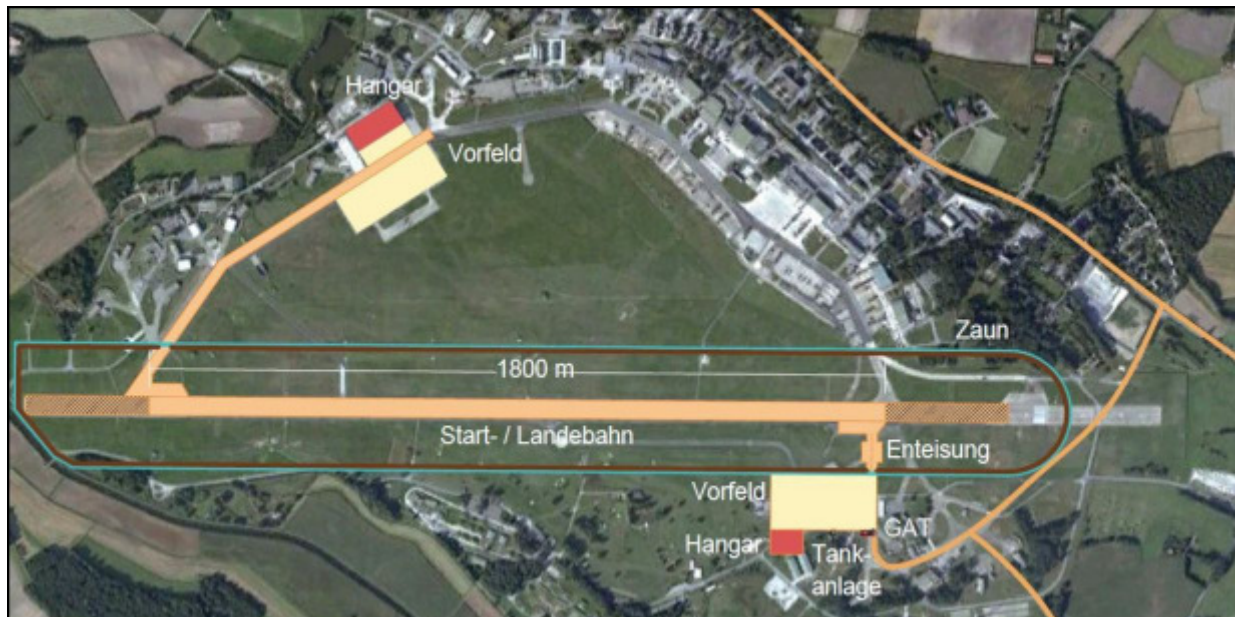 Hangar
Vorfeld
Zaun
1800 m
Start- / Landebahn
Enteisung
Vorfeld
GAT
Hangar
Tank-
anlage